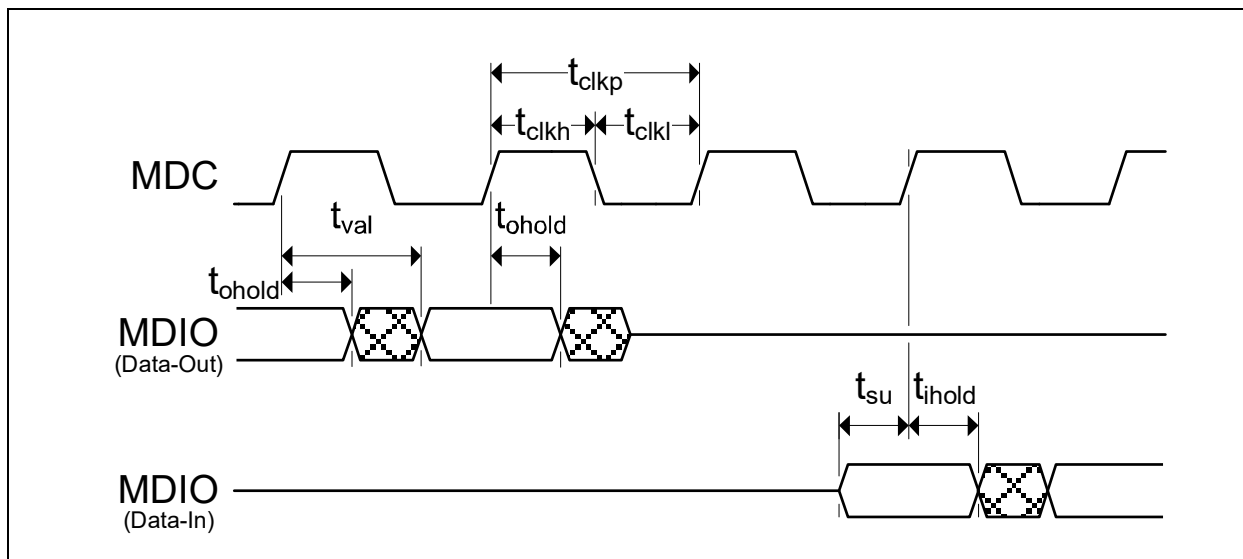 tclkp
tclkh tclkl
MDC
tval
tohold
tohold
MDIO
(Data-Out)
tsu tihold
MDIO
(Data-In)